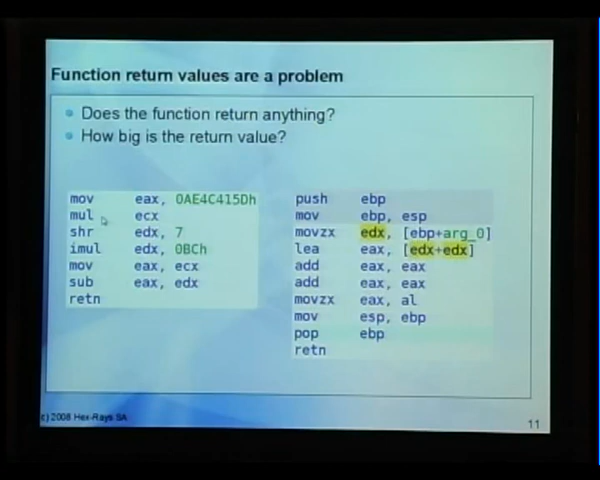 Function return values are a problem
Does the function return anything?
How big is the return value?
mov eax, 0AE4C415Dh
mul ecx
shr edx, 7
imul edx, 0BCh
mov eax, ecx
sub eax, edx
retn
push ebp
mov ebp, esp
movzx edx, [ebp+arg_0]
lea eax, [edx+edx]
add eax, eax
add eax, eax
movzx eax, al
mov esp, ebp
pop ebp
retn
c) 2008 Hex-Rays SA
11